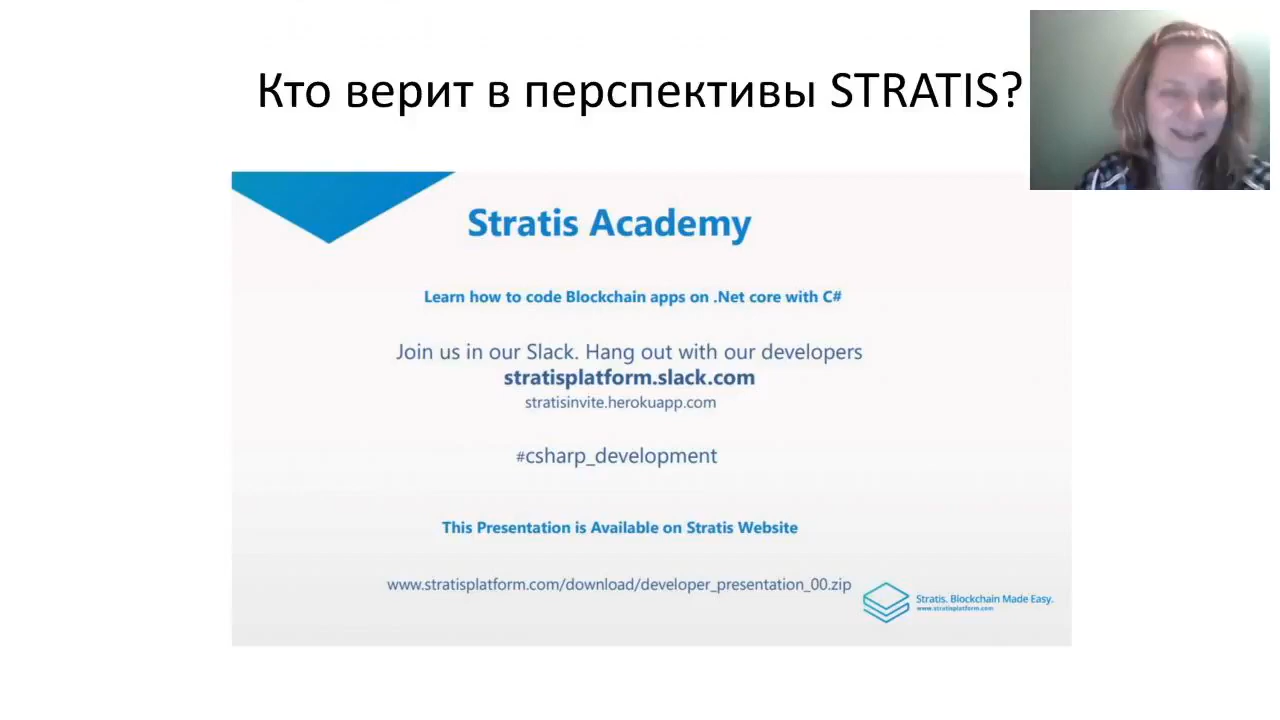 Кто верит в перспективы STRATIS?
Stratis Academy
Learn how to code Blockchain apps on .Net core with C#
Join us in our Slack. Hang out with our developers
stratisplatform.slack.com
stratisinvite.herokuapp.com
#csharp_development
This Presentation is Available on Stratis Website
www.stratisplatform.com/download/developer_presentation_00.zip
Stratis. Blockchain Made Easy.
www.stratisplatform.com